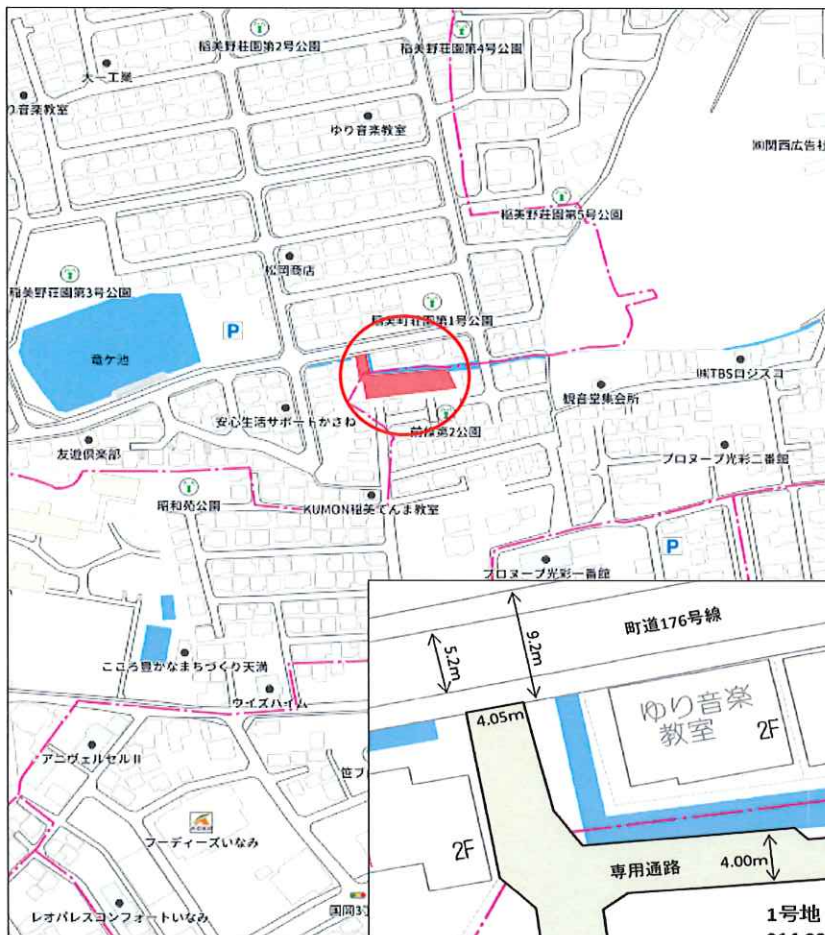 稲美野荘園第2号公園
稲美野荘園第4号公園
大一工業
り音楽教室
ゆり音楽教室
㈱関西広告社
稲美野荘園第5号公園
松岡商店
稲美野荘園第3号公園
稲美町荘園第1号公園
P
竜ケ池
㈱TBSロジスコ
観音堂集会所
安心生活サポートかさね
前塚第2公園
友遊倶楽部
プロヌーブ光彩二番館
昭和苑公園
KUMON稲美てんま教室
P
プロヌーブ光彩一番館
こころ豊かなまちづくり天満
ウイズハイム
アニヴェルセルⅡ
フーディーズいなみ
レオパレスコンフォートいなみ
国岡3
町道176号線
5.2m
9.2m
4.05m
ゆり音楽
教室
2F
2F
専用通路
4.00m
1号地